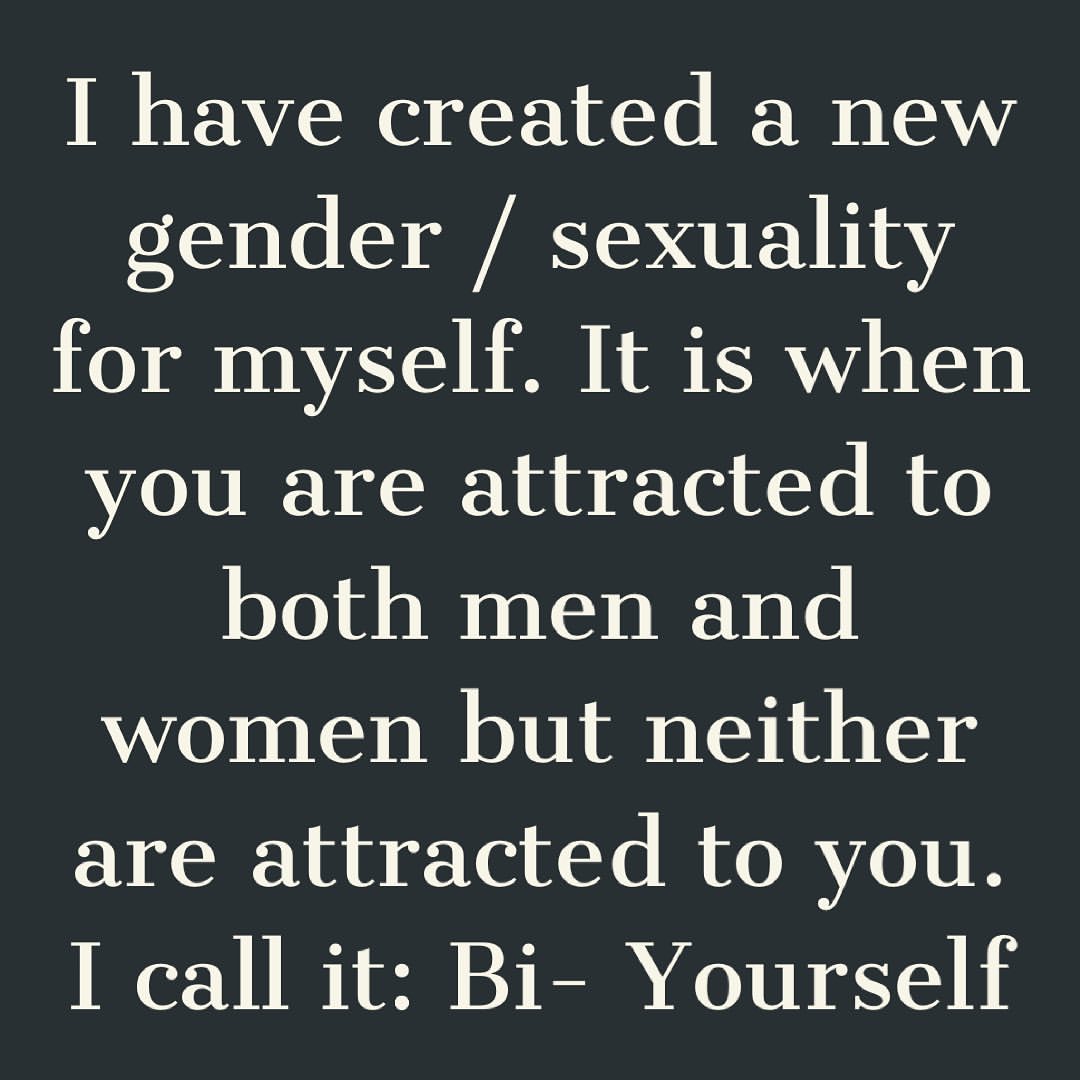 I have created a new
gender / sexuality
for myself. It is when
you are attracted to
both men and
women but neither
are attracted to you.
I call it: Bi- Yourself